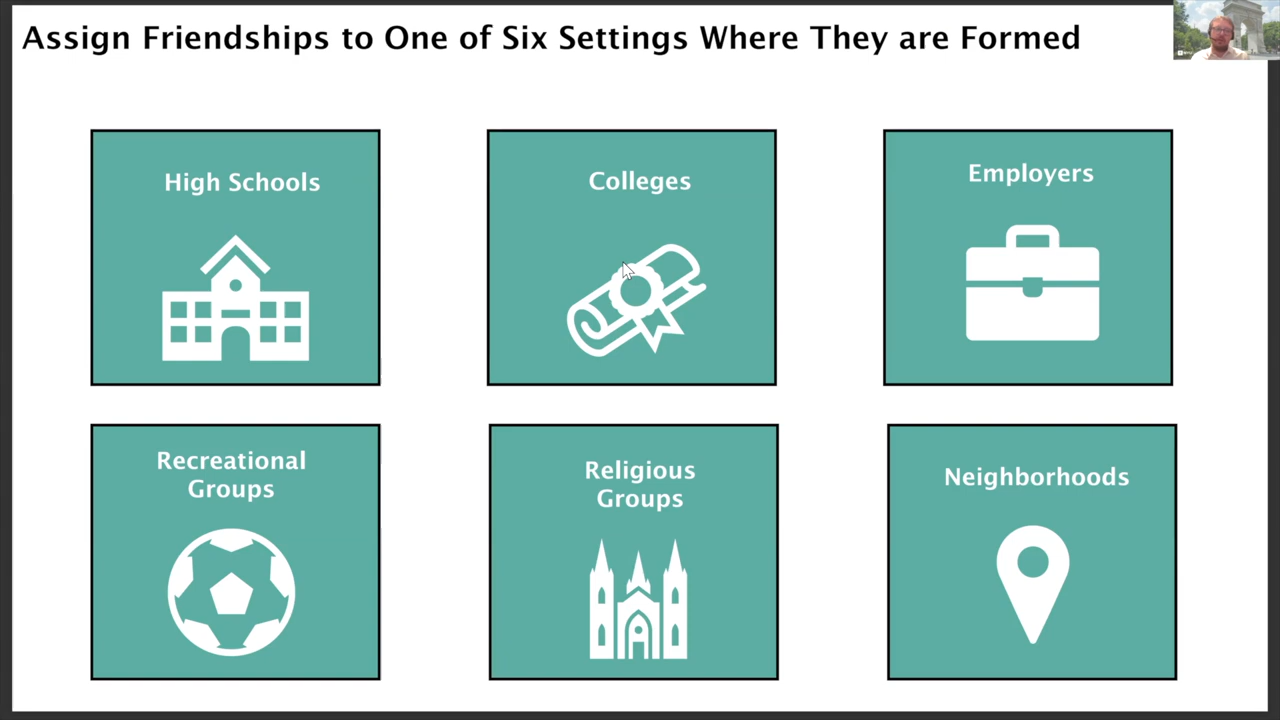 Assign Friendships to One of Six Settings Where They are Formed
High Schools
Colleges
Employers
Recreational
Groups
Religious
Groups
Neighborhoods